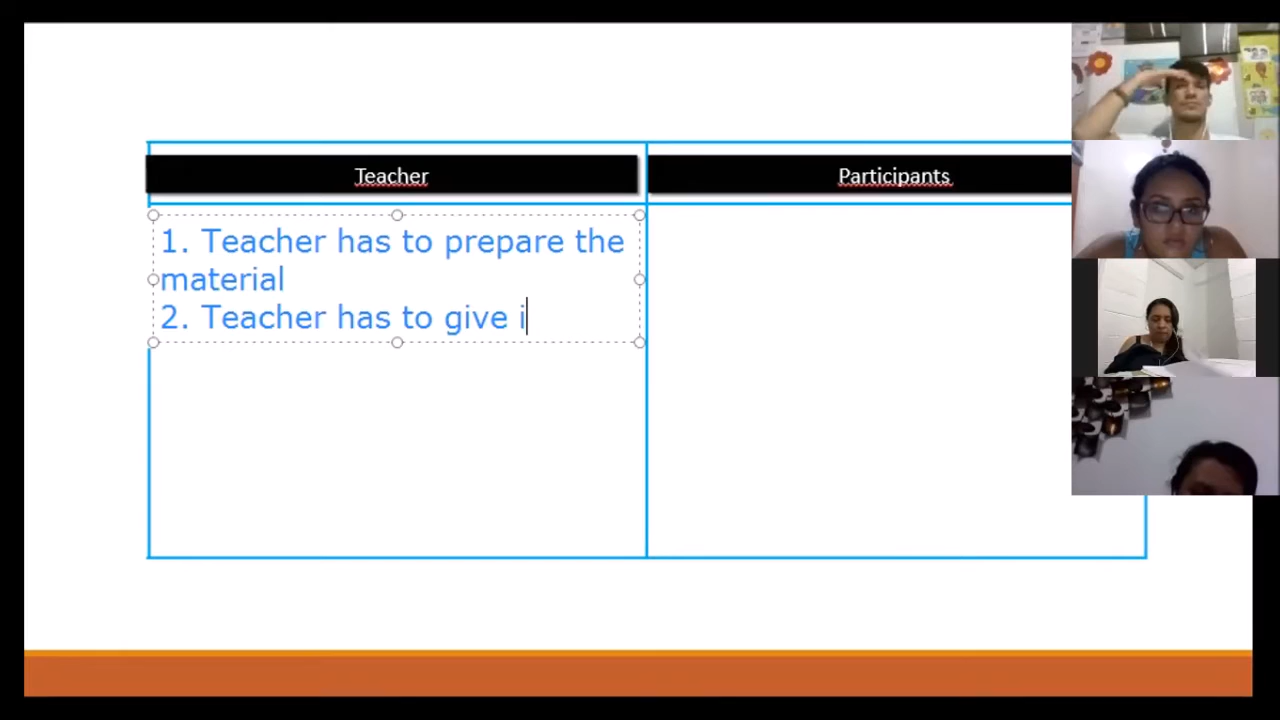 Teacher
Participants
1. Teacher has to prepare the
material
2. Teacher has to give i